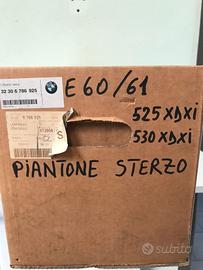 32 30 6 786 925
E60/61
525 XDXI
530 XDXI
S
PIANTONE STERZO
subito